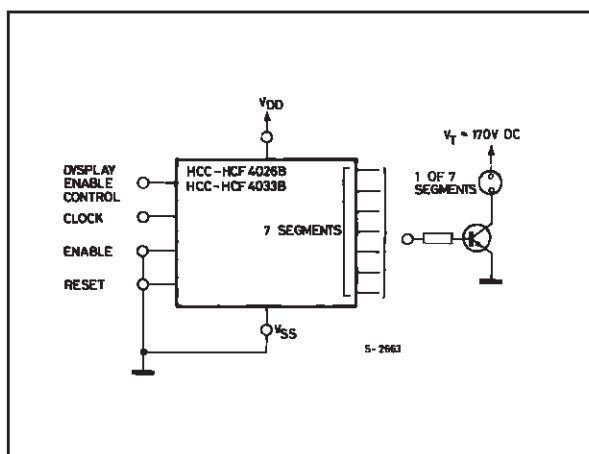 VDD
VT ≈ 170V DC
DISPLAY
ENABLE
CONTROL
CLOCK
ENABLE
RESET
HCC-HCF 4026B
HCC-HCF 4033B
7 SEGMENTS
1 OF 7
SEGMENTS
VSS
S-2663